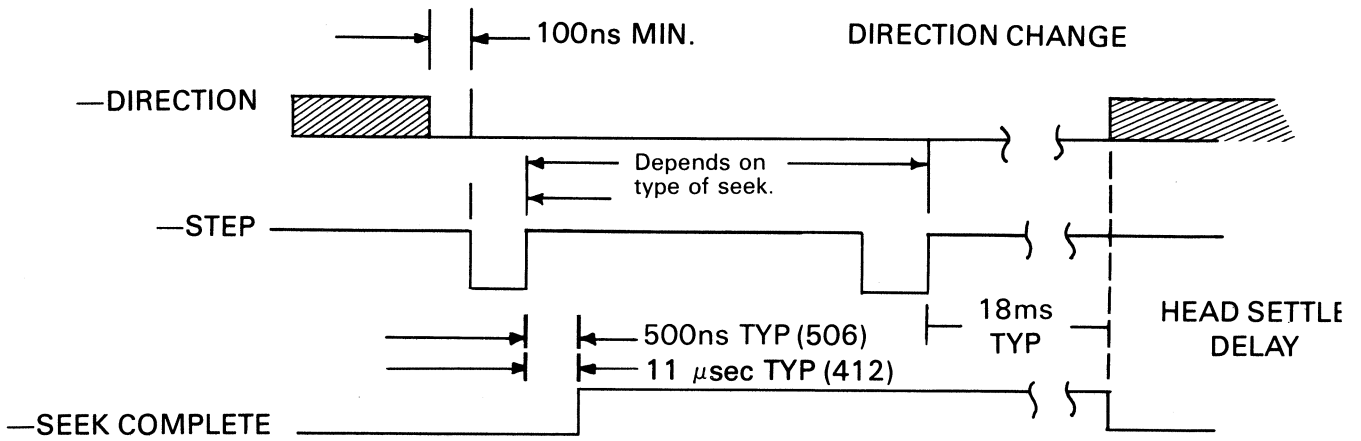 100ns MIN.
DIRECTION CHANGE
—DIRECTION
Depends on
type of seek.
—STEP
18ms
TYP
HEAD SETTLE
DELAY
500ns TYP (506)
11 μsec TYP (412)
—SEEK COMPLETE